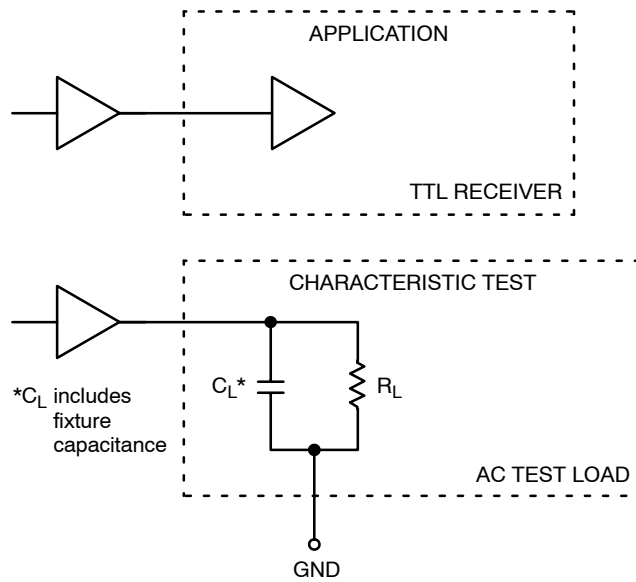 APPLICATION
TTL RECEIVER
CHARACTERISTIC TEST
*CL includes
fixture
capacitance
CL*
RL
AC TEST LOAD
GND